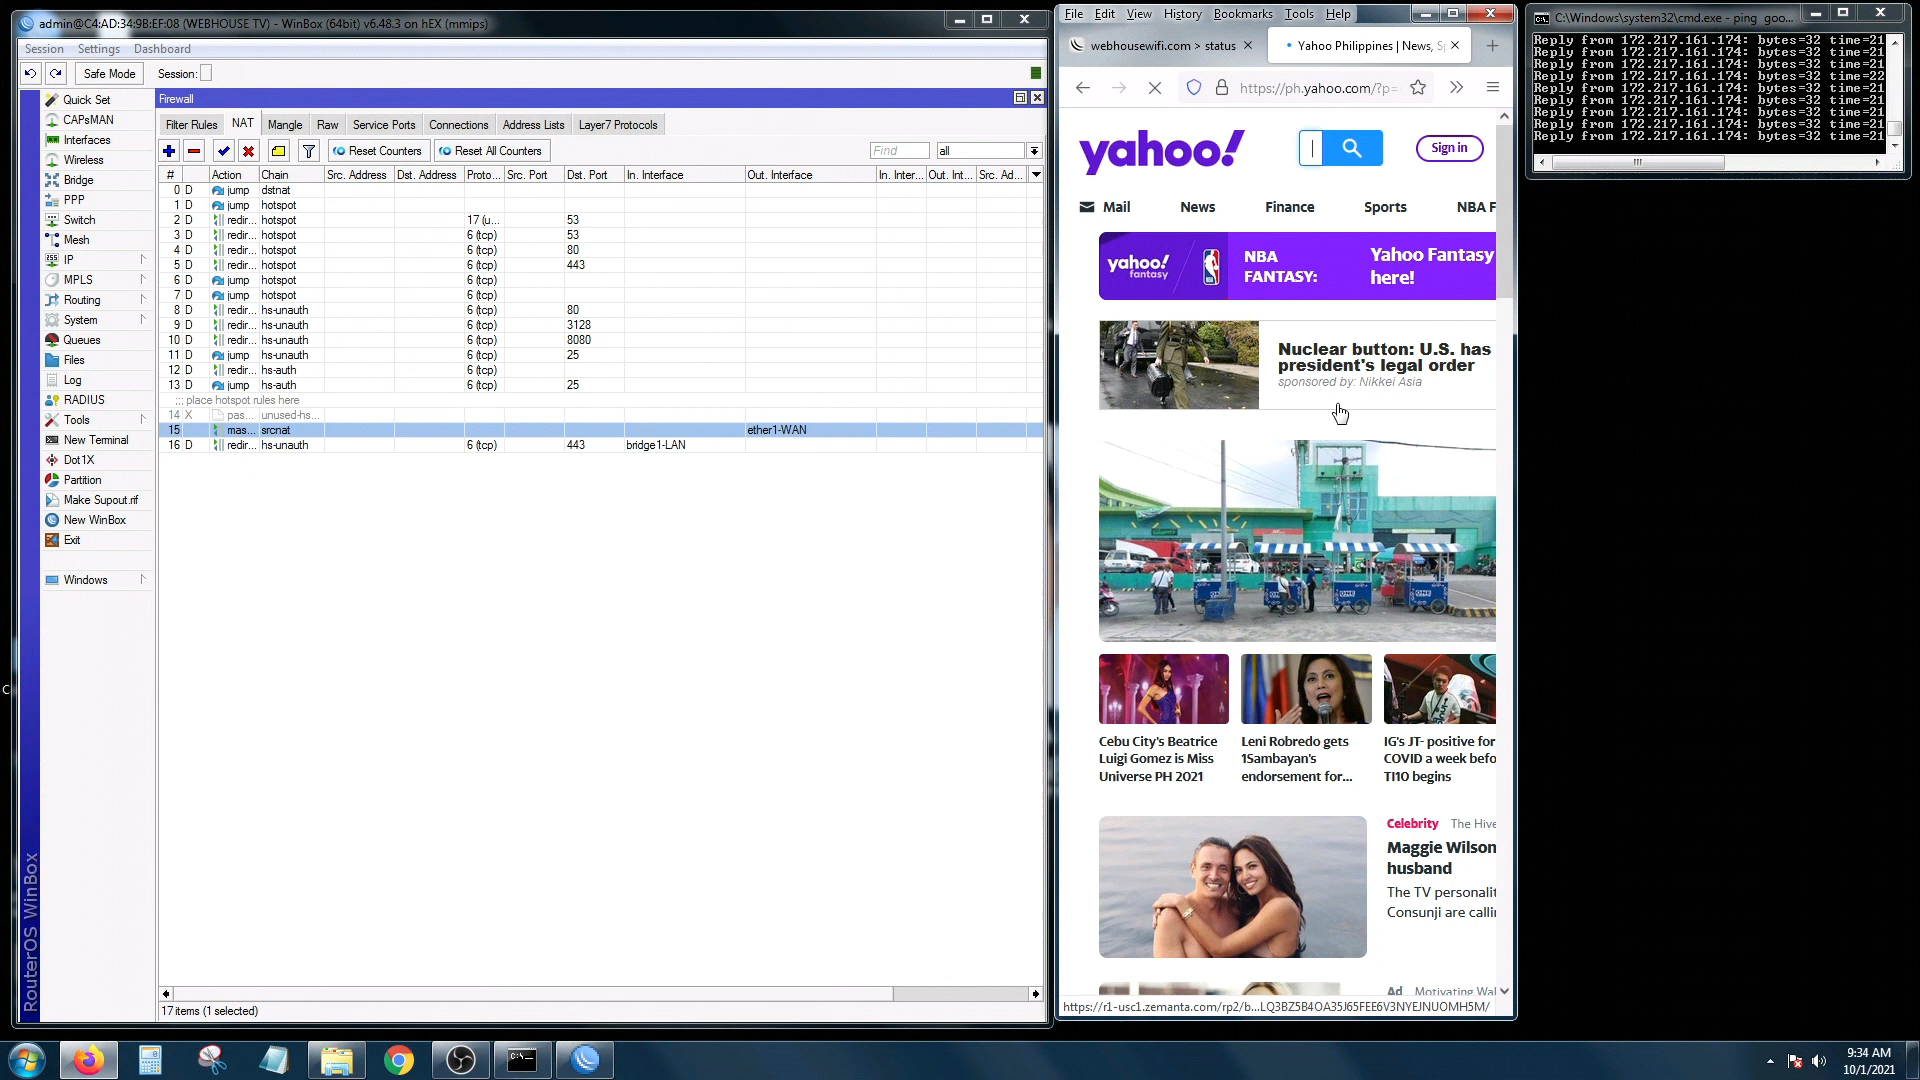 admin@C4:AD:34:9B:EF:08 (WEBHOUSE TV) - WinBox (64bit) v6.48.3 on hEX (mmips)
Session Settings Dashboard
Safe Mode Session:
Quick Set
CAPsMAN
Interfaces
Wireless
Bridge
PPP
Switch
Mesh
IP
MPLS
Routing
System
Queues
Files
Log
RADIUS
Tools
New Terminal
Dot1X
Partition
Make Supout.rif
New WinBox
Exit
Windows
RouterOS WinBox
Firewall
Filter Rules NAT Mangle Raw Service Ports Connections Address Lists Layer7 Protocols
Reset Counters Reset All Counters Find all
# Action Chain Src. Address Dst. Address Proto... Src. Port Dst. Port In. Interface Out. Interface In. Inter... Out. Int... Src. Ad...
0 D jump dstnat
1 D jump hotspot
2 D redir... hotspot 17 (u... 53
3 D redir... hotspot 6 (tcp) 53
4 D redir... hotspot 6 (tcp) 80
5 D redir... hotspot 6 (tcp) 443
6 D jump hotspot 6 (tcp)
7 D jump hotspot 6 (tcp)
8 D redir... hs-unauth 6 (tcp) 80
9 D redir... hs-unauth 6 (tcp) 3128
10 D redir... hs-unauth 6 (tcp) 8080
11 D jump hs-unauth 6 (tcp) 25
12 D redir... hs-auth 6 (tcp)
13 D jump hs-auth 6 (tcp) 25
;;; place hotspot rules here
14 X pas... unused-hs...
15 mas... srcnat ether1-WAN
16 D redir... hs-unauth 6 (tcp) 443 bridge1-LAN
17 items (1 selected)
File Edit View History Bookmarks Tools Help
webhousewifi.com > status Yahoo Philippines | News, S
https://ph.yahoo.com/?p=
yahoo! Sign in
Mail News Finance Sports NBA F
yahoo! fantasy
NBA FANTASY:
Yahoo Fantasy
here!
Nuclear button: U.S. has
president's legal order
sponsored by: Nikkei Asia
Cebu City's Beatrice
Luigi Gomez is Miss
Universe PH 2021
Leni Robredo gets
1Sambayan's
endorsement for...
IG's JT- positive for
COVID a week befo
TI10 begins
Celebrity The Hive
Maggie Wilson
husband
The TV personalit
Consunji are callin
Ad Motivating Wal
https://r1-usc1.zemanta.com/rp2/b...LQ3BZ5B4OA35J65FEE6V3NYEJNUOMH5M/
C:\Windows\system32\cmd.exe - ping goo...
Reply from 172.217.161.174: bytes=32 time=21
Reply from 172.217.161.174: bytes=32 time=21
Reply from 172.217.161.174: bytes=32 time=21
Reply from 172.217.161.174: bytes=32 time=22
Reply from 172.217.161.174: bytes=32 time=21
Reply from 172.217.161.174: bytes=32 time=21
Reply from 172.217.161.174: bytes=32 time=21
Reply from 172.217.161.174: bytes=32 time=21
Reply from 172.217.161.174: bytes=32 time=21
C
9:34 AM
10/1/2021